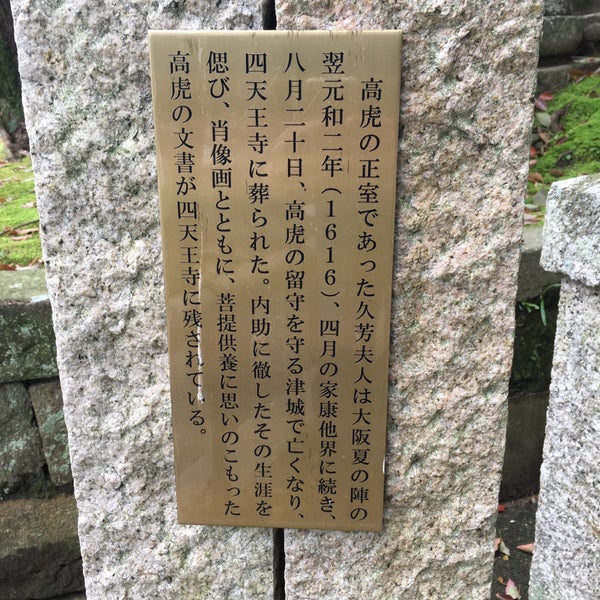 高虎の正室であった久芳夫人は大阪夏の陣の
翌元和二年（１６１６）、四月の家康他界に続き、
八月二十日、高虎の留守を守る津城で亡くなり、
四天王寺に葬られた。内助に徹したその生涯を
偲び、肖像画とともに、菩提供養に思いのこもった
高虎の文書が四天王寺に残されている。